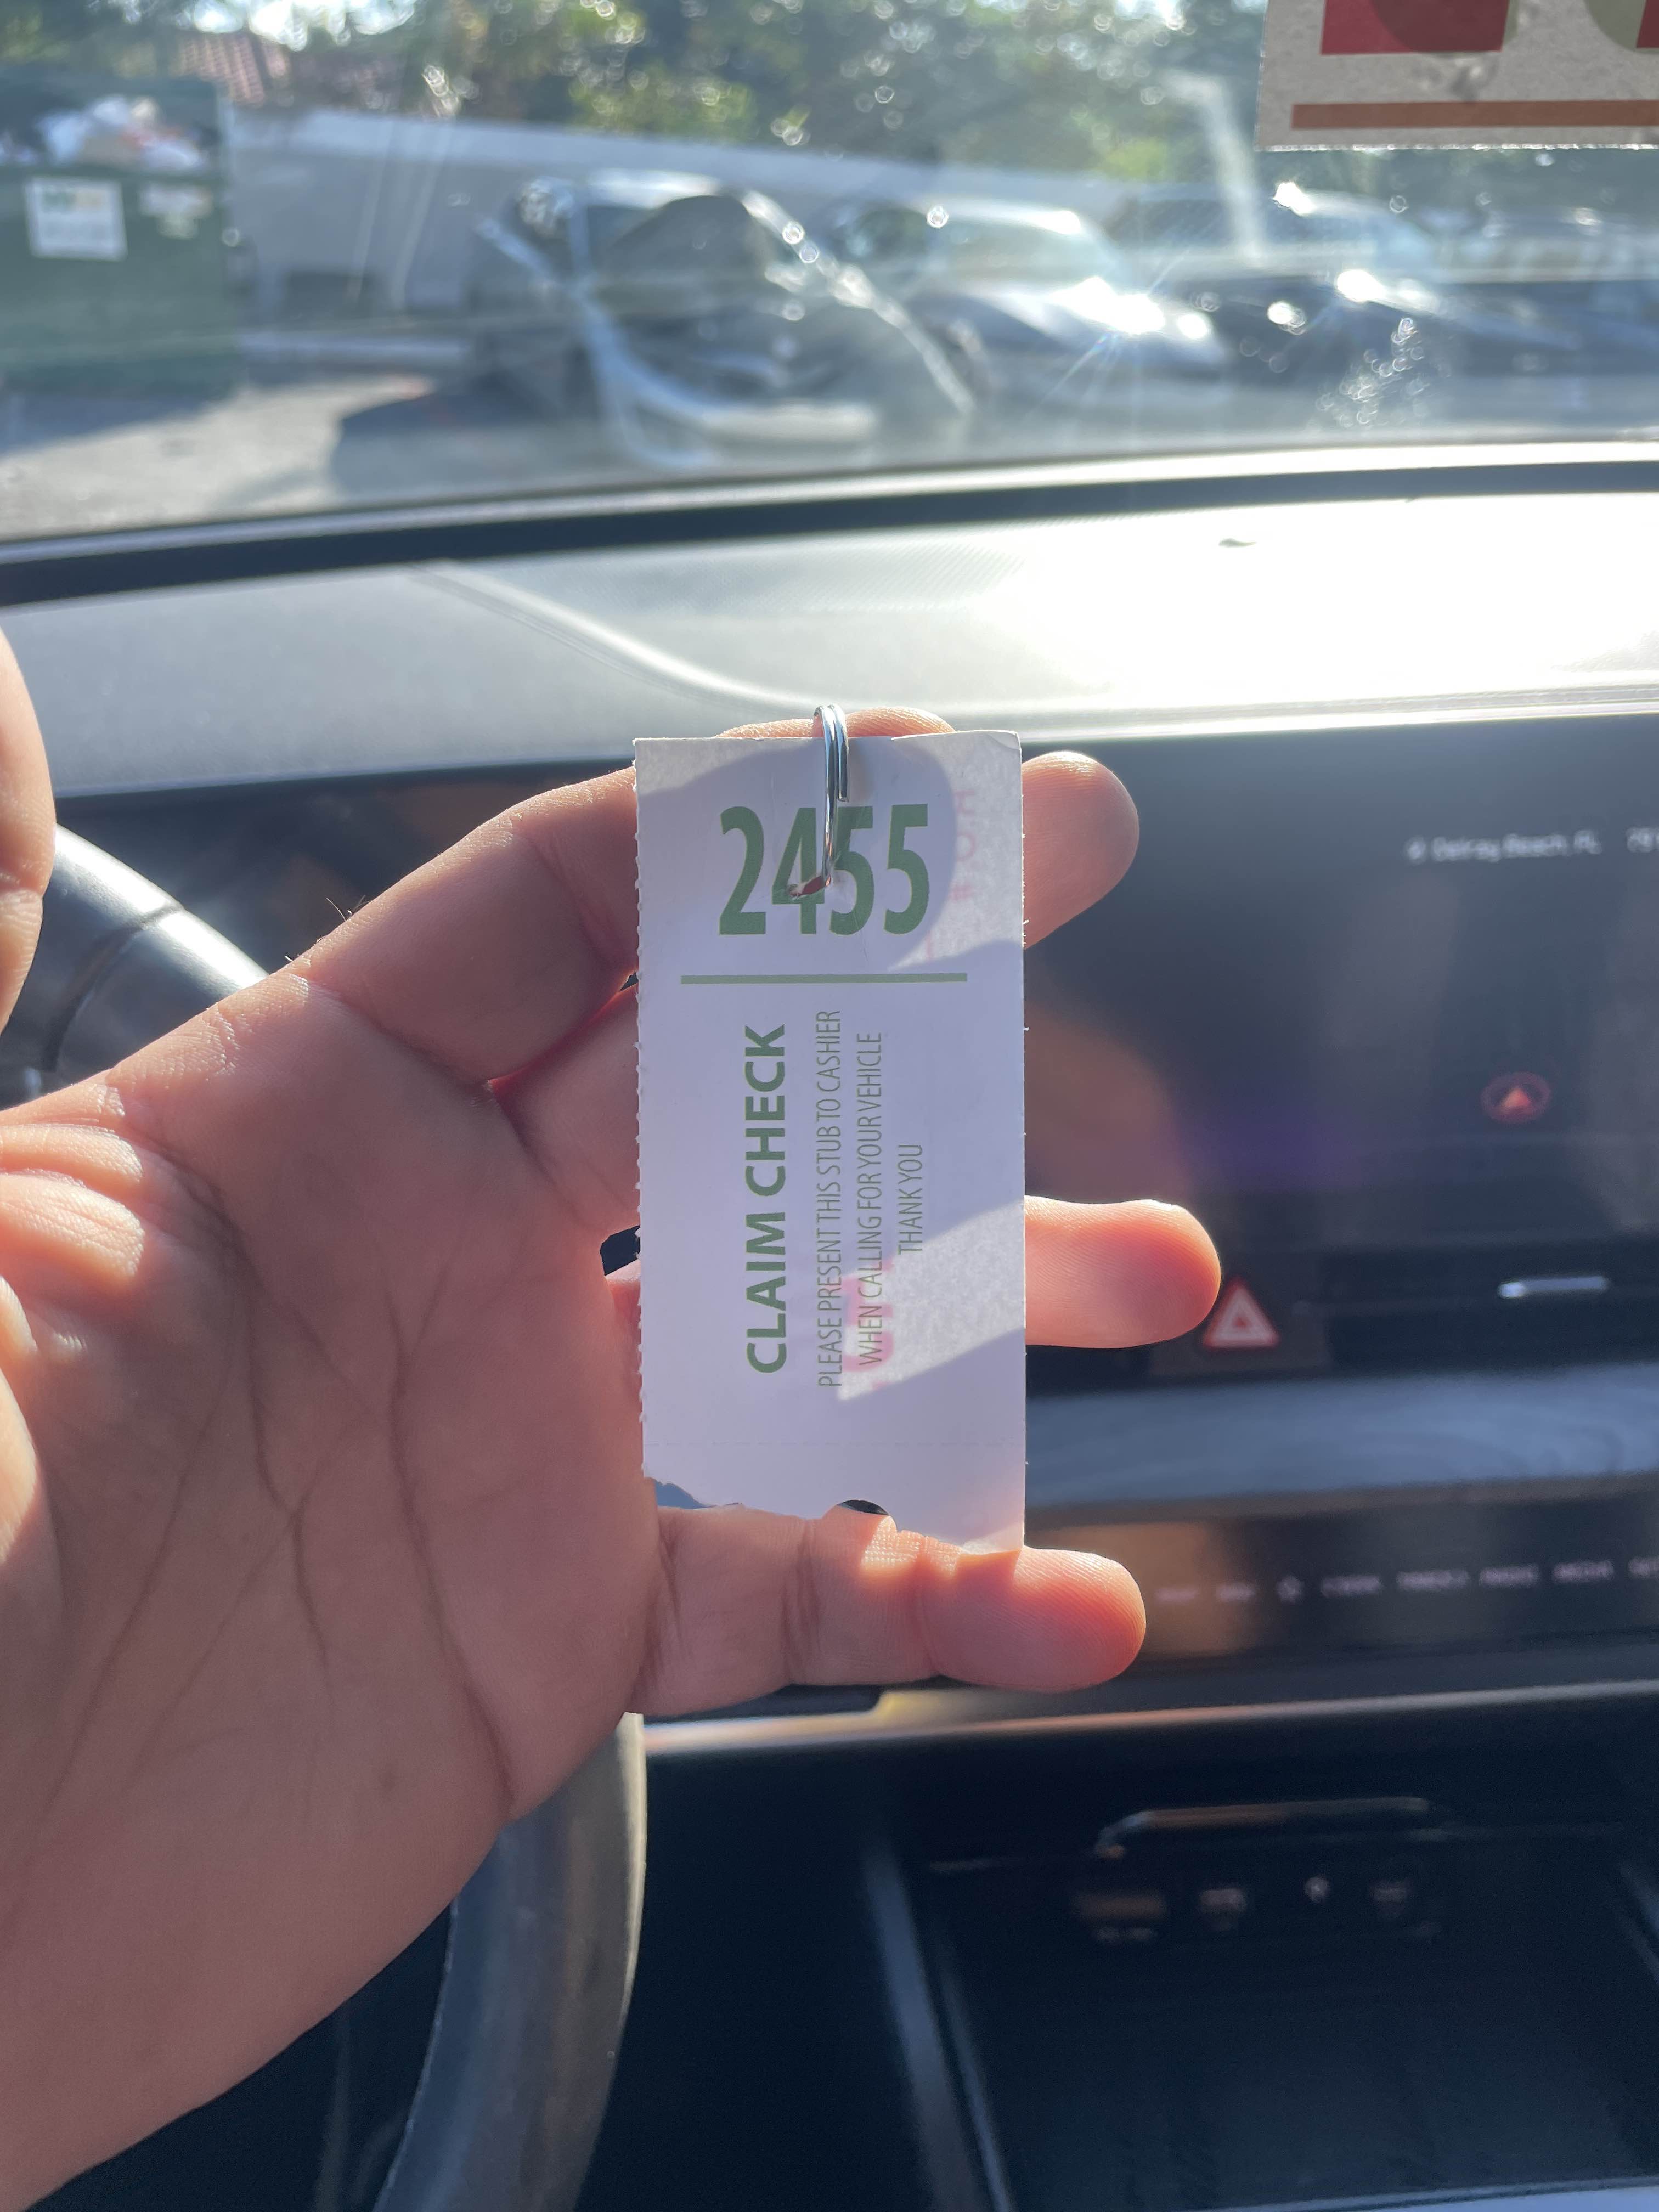 Delray Beach, FL
2455
CLAIM CHECK
PLEASE PRESENT THIS STUB TO CASHIER
WHEN CALLING FOR YOUR VEHICLE
THANK YOU